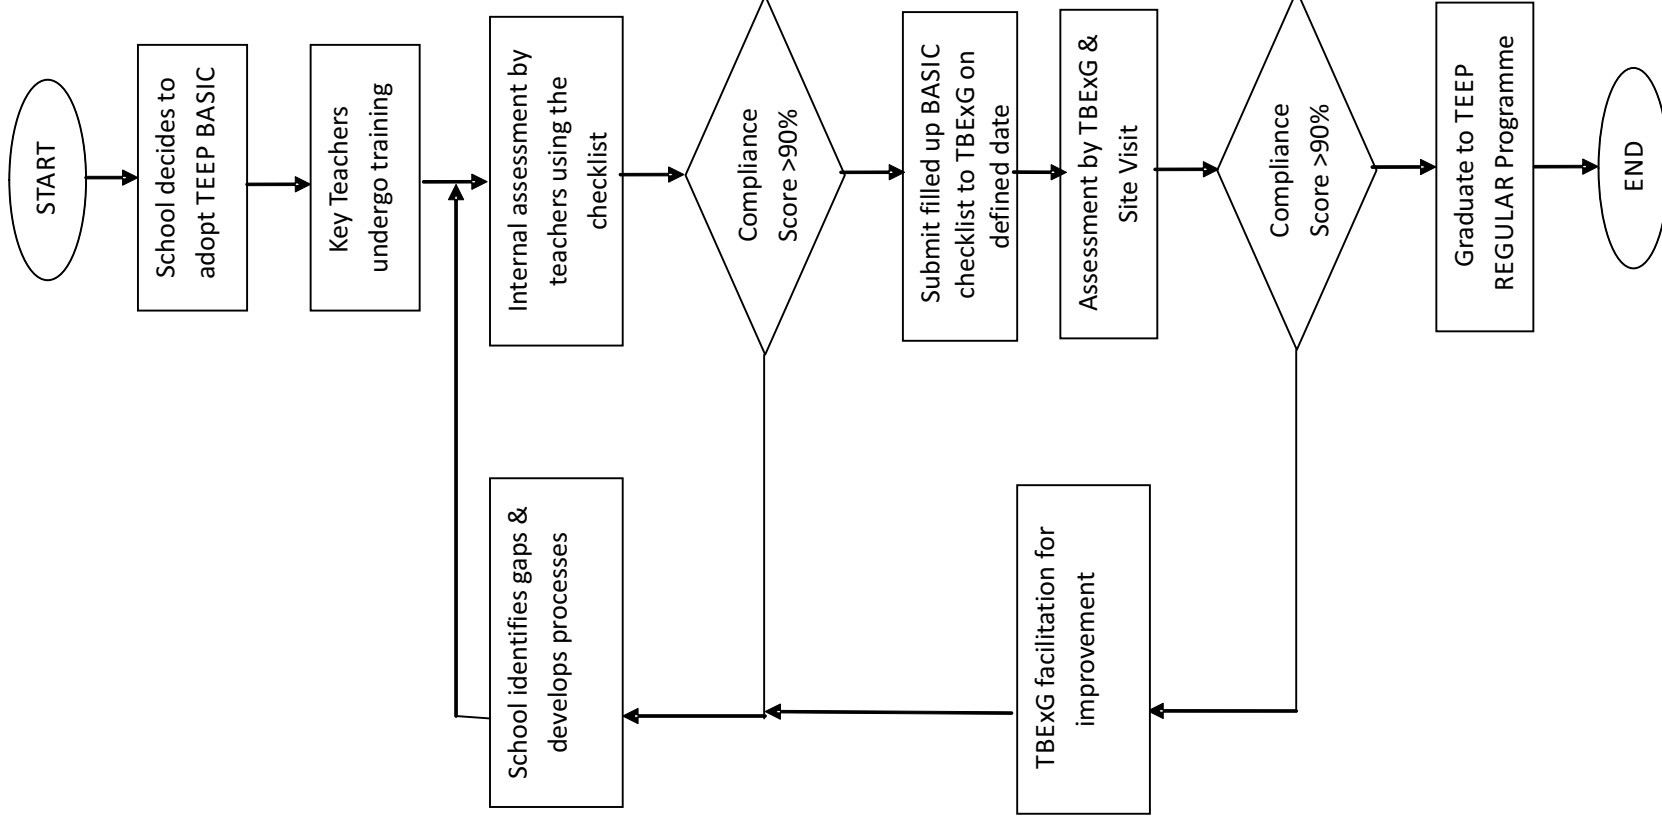 START
School decides to
adopt TEEP BASIC
Key Teachers
undergo training
Internal assessment by
teachers using the
checklist
Compliance
Score >90%
Submit filled up BASIC
checklist to TBExG on
defined date
Assessment by TBExG &
Site Visit
Compliance
Score >90%
Graduate to TEEP
REGULAR Programme
END
School identifies gaps &
develops processes
TBExG facilitation for
improvement